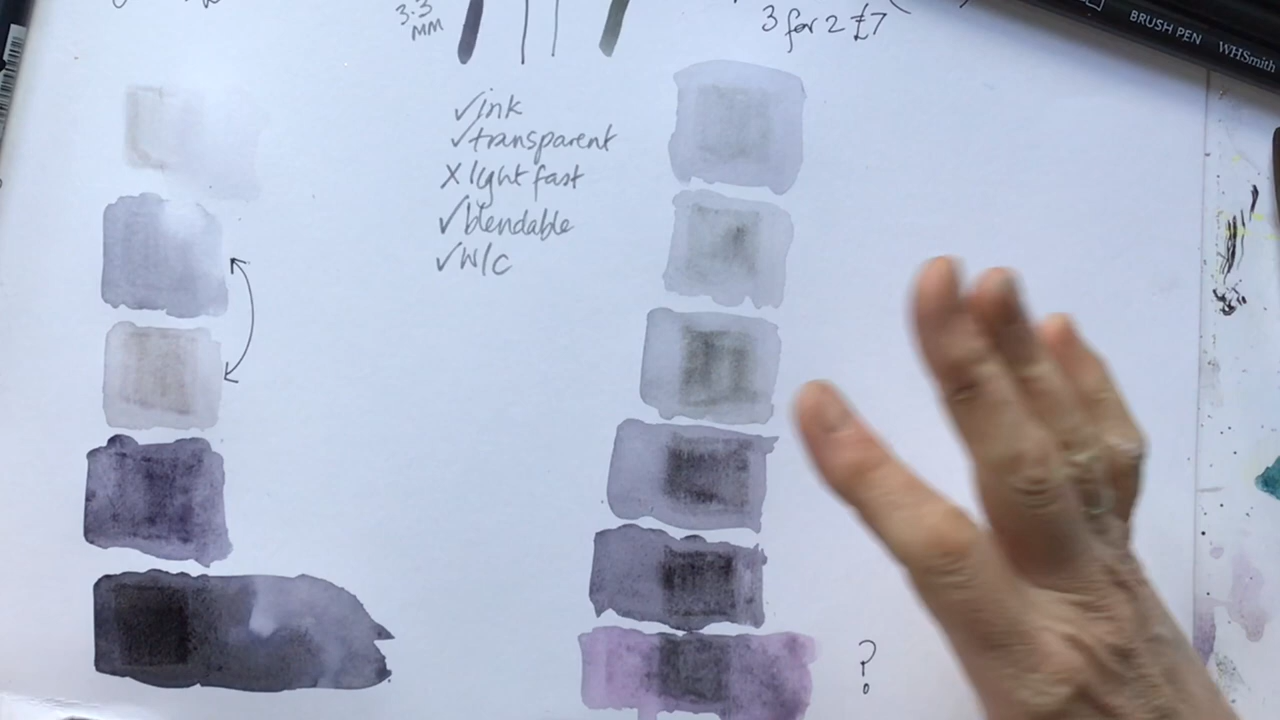 3.3
MM
3 for 2 £7
BRUSH PEN WHSmith
✓ink
✓transparent
X light fast
✓blendable
✓W/C
?